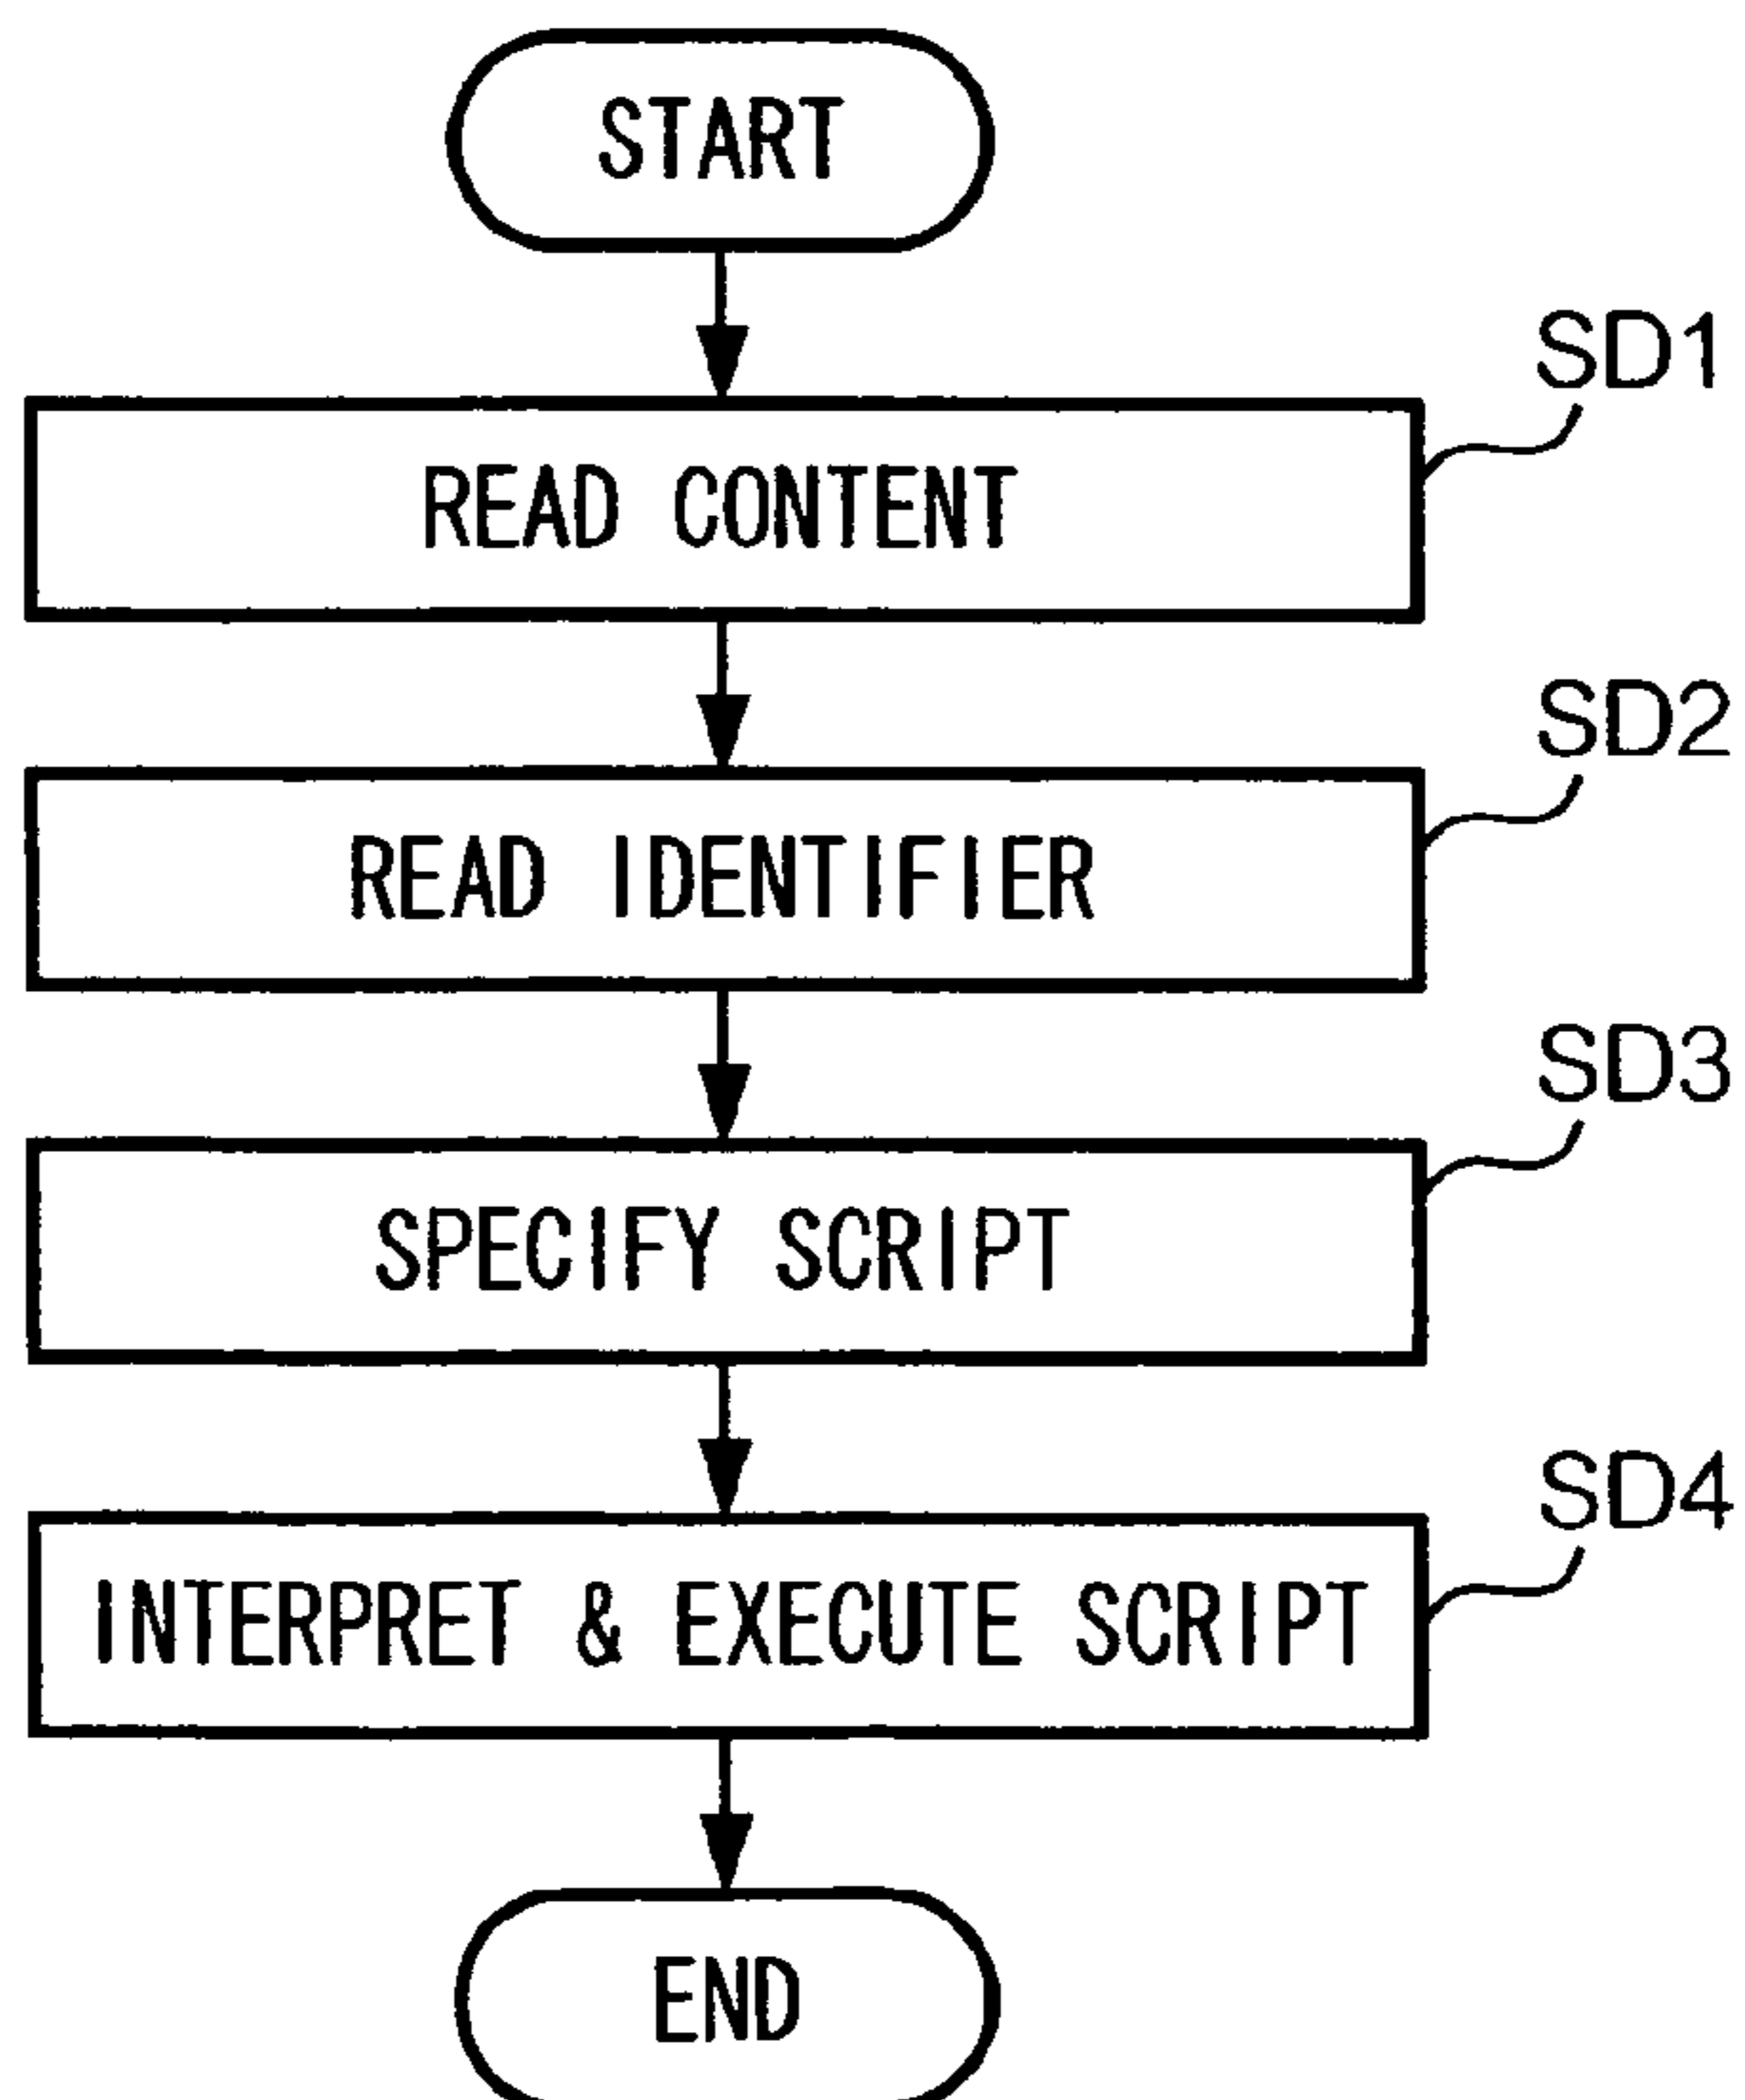 START
SD1
READ CONTENT
SD2
READ IDENTIFIER
SD3
SPECIFY SCRIPT
SD4
INTERPRET & EXECUTE SCRIPT
END